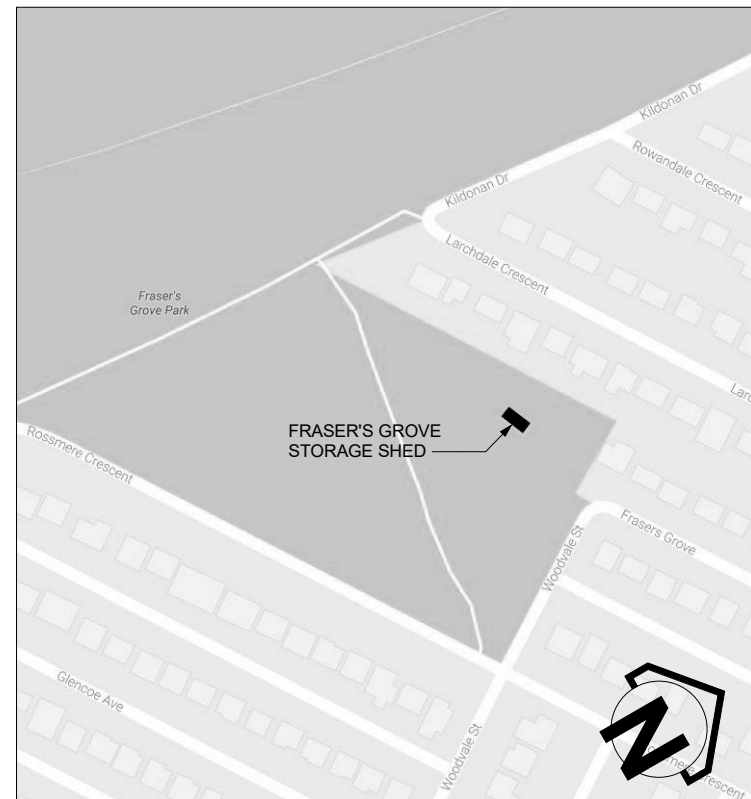 Kildonan Dr
Rowandale Crescent
Kildonan Dr
Larchdale Crescent
Fraser's
Grove Park
Larc
FRASER'S GROVE
STORAGE SHED
Rossmere Crescent
Frasers Grove
Woodvale St
Glencoe Ave
Woodvale St
N